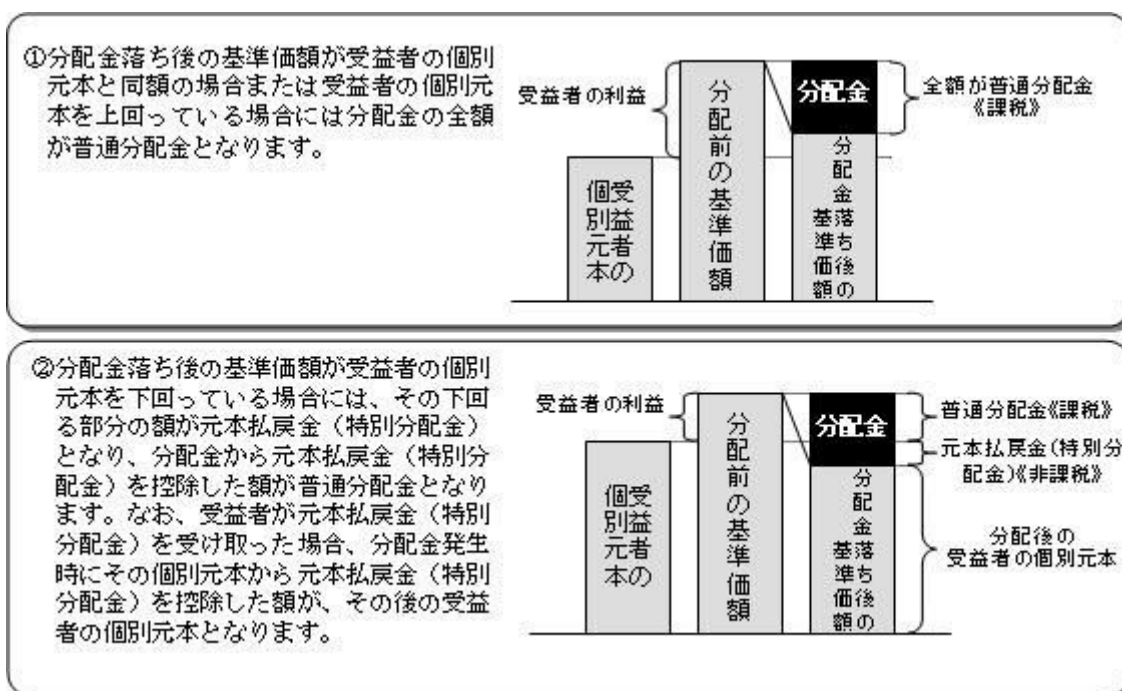 ①分配金落ち後の基準価額が受益者の個別
元本と同額の場合または受益者の個別元
本を上回っている場合には分配金の全額
が普通分配金となります。
受益者の利益
受益者の
個別元本
分配前の基準価額
分配金
分配金落ち後の
基準価額
全額が普通分配金
《課税》
②分配金落ち後の基準価額が受益者の個別
元本を下回っている場合には、その下回
る部分の額が元本払戻金（特別分配金）
となり、分配金から元本払戻金（特別分
配金）を控除した額が普通分配金となり
ます。なお、受益者が元本払戻金（特別
分配金）を受け取った場合、分配金発生
時にその個別元本から元本払戻金（特別
分配金）を控除した額が、その後の受益
者の個別元本となります。
受益者の利益
受益者の
個別元本
分配前の基準価額
分配金
分配金落ち後の
基準価額
普通分配金《課税》
元本払戻金(特別分
配金)《非課税》
分配後の
受益者の個別元本